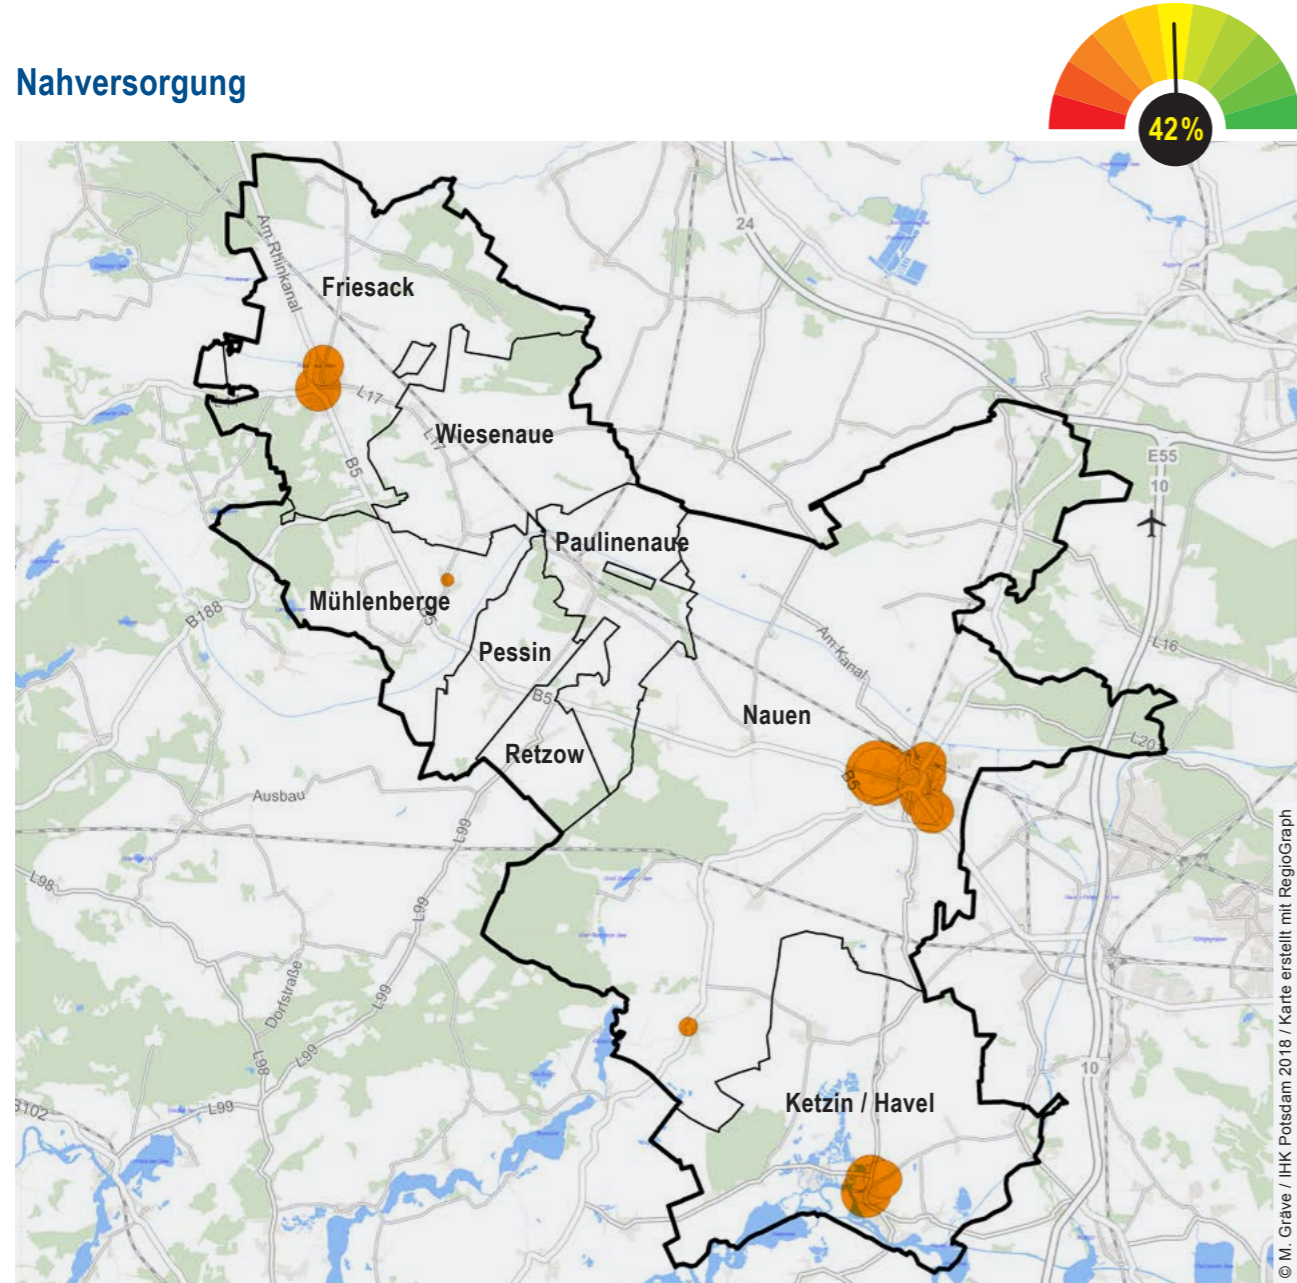 Nahversorgung
42%
24
Am Rhinkanal
Friesack
L17
L17
Wiesenaue
B5
E55
10
Paulinenaue
Mühlenberge
B188
B5
Pessin
Am Kanal
L16
B5
Nauen
L20
Retzow
B5
Ausbau
L99
L98
L99
Dorfstraße
L99
L99
L98
L99
B102
10
Ketzin / Havel
© M. Gräve / IHK Potsdam 2018 / Karte erstellt mit RegioGraph